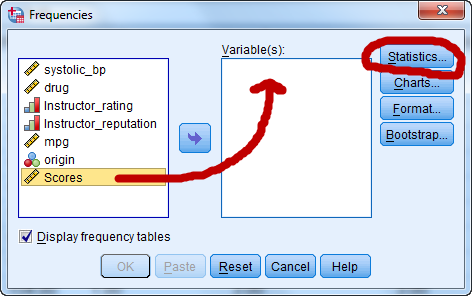 Frequencies
Variable(s):
systolic_bp
drug
Instructor_rating
Instructor_reputation
mpg
origin
Scores
Statistics...
Charts...
Format...
Bootstrap...
Display frequency tables
OK Paste Reset Cancel Help